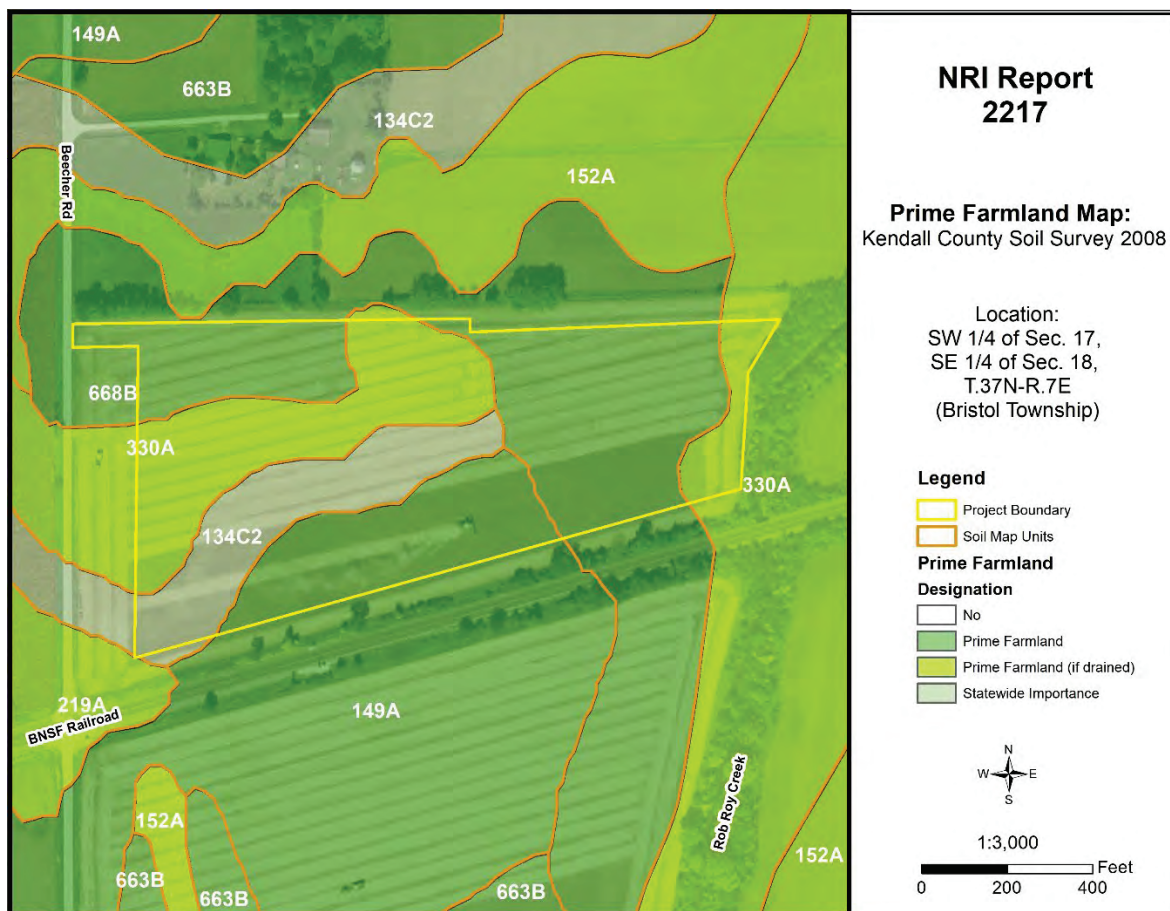 149A
663B
134C2
Beecher Rd
152A
668B
330A
330A
134C2
219A
BNSF Railroad
149A
152A
663B
663B
663B
Rob Roy Creek
152A
NRI Report
2217
Prime Farmland Map:
Kendall County Soil Survey 2008
Location:
SW 1/4 of Sec. 17,
SE 1/4 of Sec. 18,
T.37N-R.7E
(Bristol Township)
Legend
Project Boundary
Soil Map Units
Prime Farmland
Designation
No
Prime Farmland
Prime Farmland (if drained)
Statewide Importance
N
W E
S
1:3,000
Feet
0 200 400